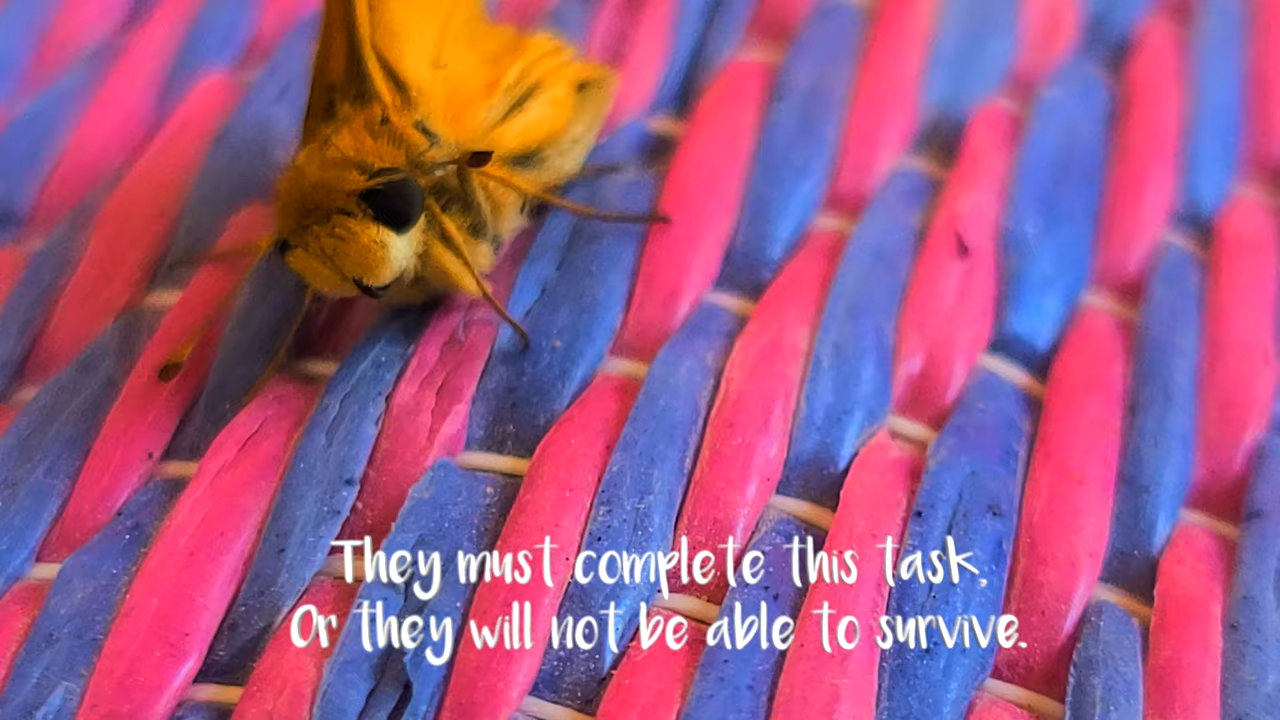 They must complete this task,
Or they will not be able to survive.